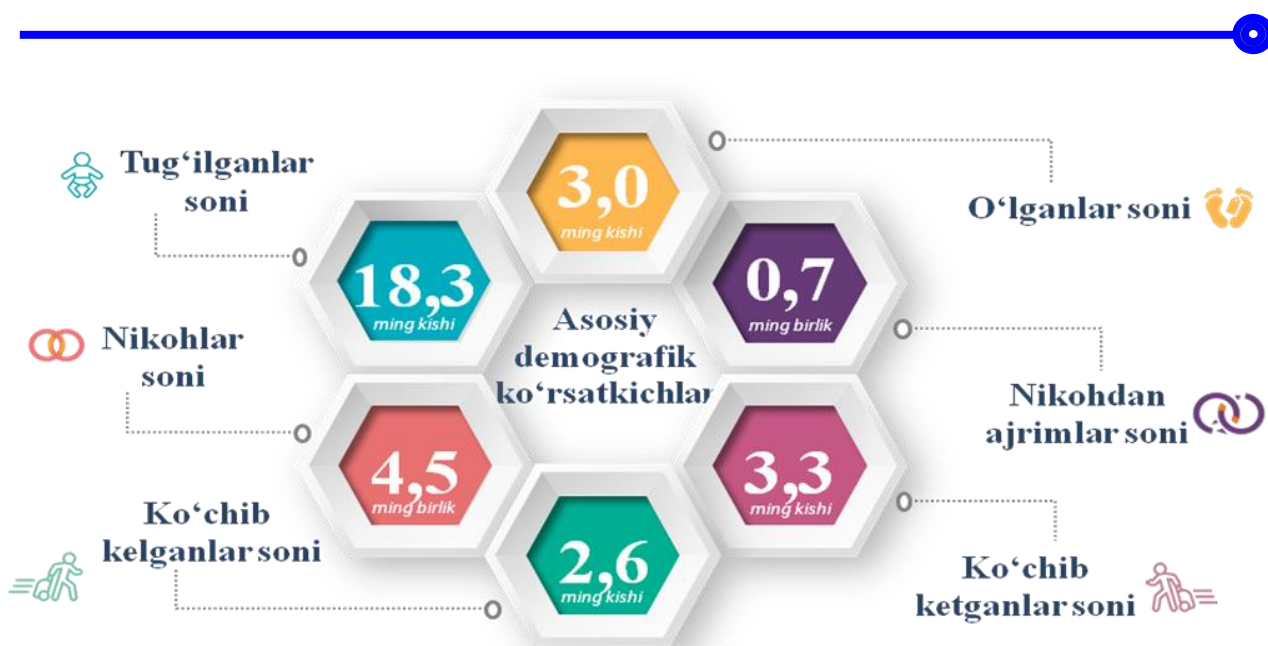 Tug‘ilganlar
soni
18,3
ming kishi
3,0
ming kishi
O‘lganlar soni
0,7
ming birlik
Nikohlar
soni
4,5
ming birlik
Asosiy
demografik
ko‘rsatkichlar
Nikohdan
ajrimlar soni
3,3
ming kishi
Ko‘chib
kelganlar soni
2,6
ming kishi
Ko‘chib
ketganlar soni